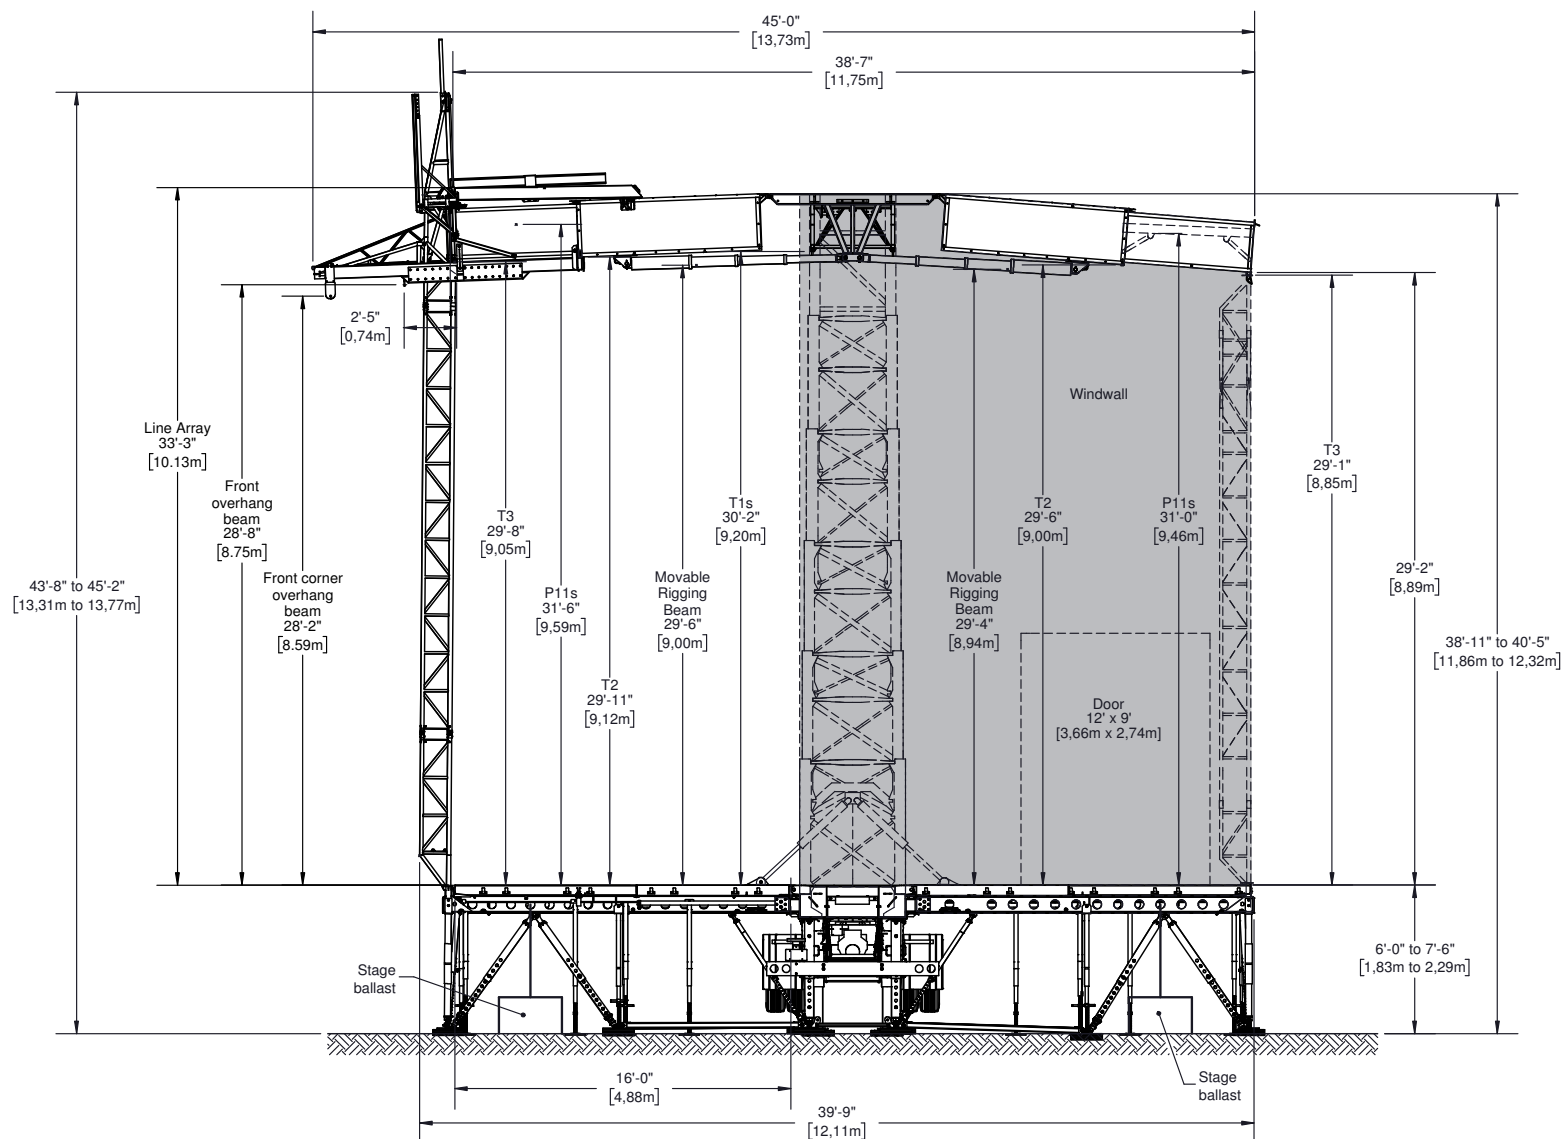 45'-0"
[13,73m]
38'-7"
[11,75m]
2'-5"
[0,74m]
Windwall
Line Array
33'-3"
[10.13m]
T3
29'-1"
[8,85m]
Front
overhang
beam
28'-8"
[8.75m]
T3
29'-8"
[9,05m]
T1s
30'-2"
[9,20m]
T2
29'-6"
[9,00m]
P11s
31'-0"
[9,46m]
43'-8" to 45'-2"
[13,31m to 13,77m]
Front corner
overhang
beam
28'-2"
[8.59m]
P11s
31'-6"
[9,59m]
Movable
Rigging
Beam
29'-6"
[9,00m]
Movable
Rigging
Beam
29'-4"
[8,94m]
29'-2"
[8,89m]
38'-11" to 40'-5"
[11,86m to 12,32m]
T2
29'-11"
[9,12m]
Door
12' x 9'
[3,66m x 2,74m]
Stage
ballast
6'-0" to 7'-6"
[1,83m to 2,29m]
16'-0"
[4,88m]
Stage
ballast
39'-9"
[12,11m]